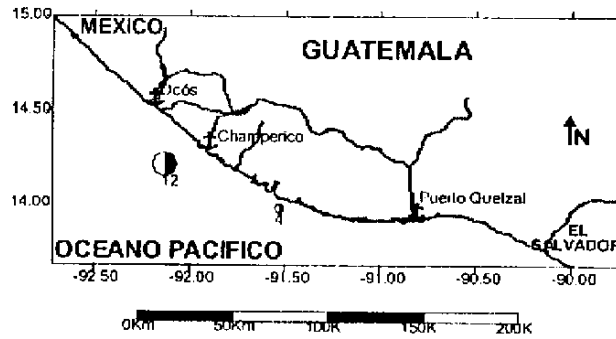 15.00
MEXICO
GUATEMALA
14.50
Ocós
Champerico
N
12
14.00
Puerto Quetzal
EL
SALVADOR
OCEANO PACIFICO
-92.50 -92.00 -91.50 -91.00 -90.50 -90.00
0Km 50Km 100K 150K 200K